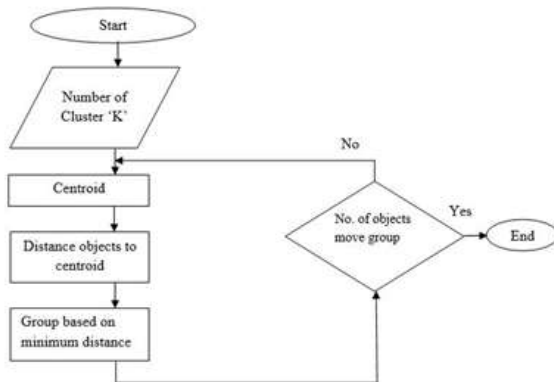 Start
Number of
Cluster ‘K’
No
Centroid
No. of objects
move group
Yes
End
Distance objects to
centroid
Group based on
minimum distance